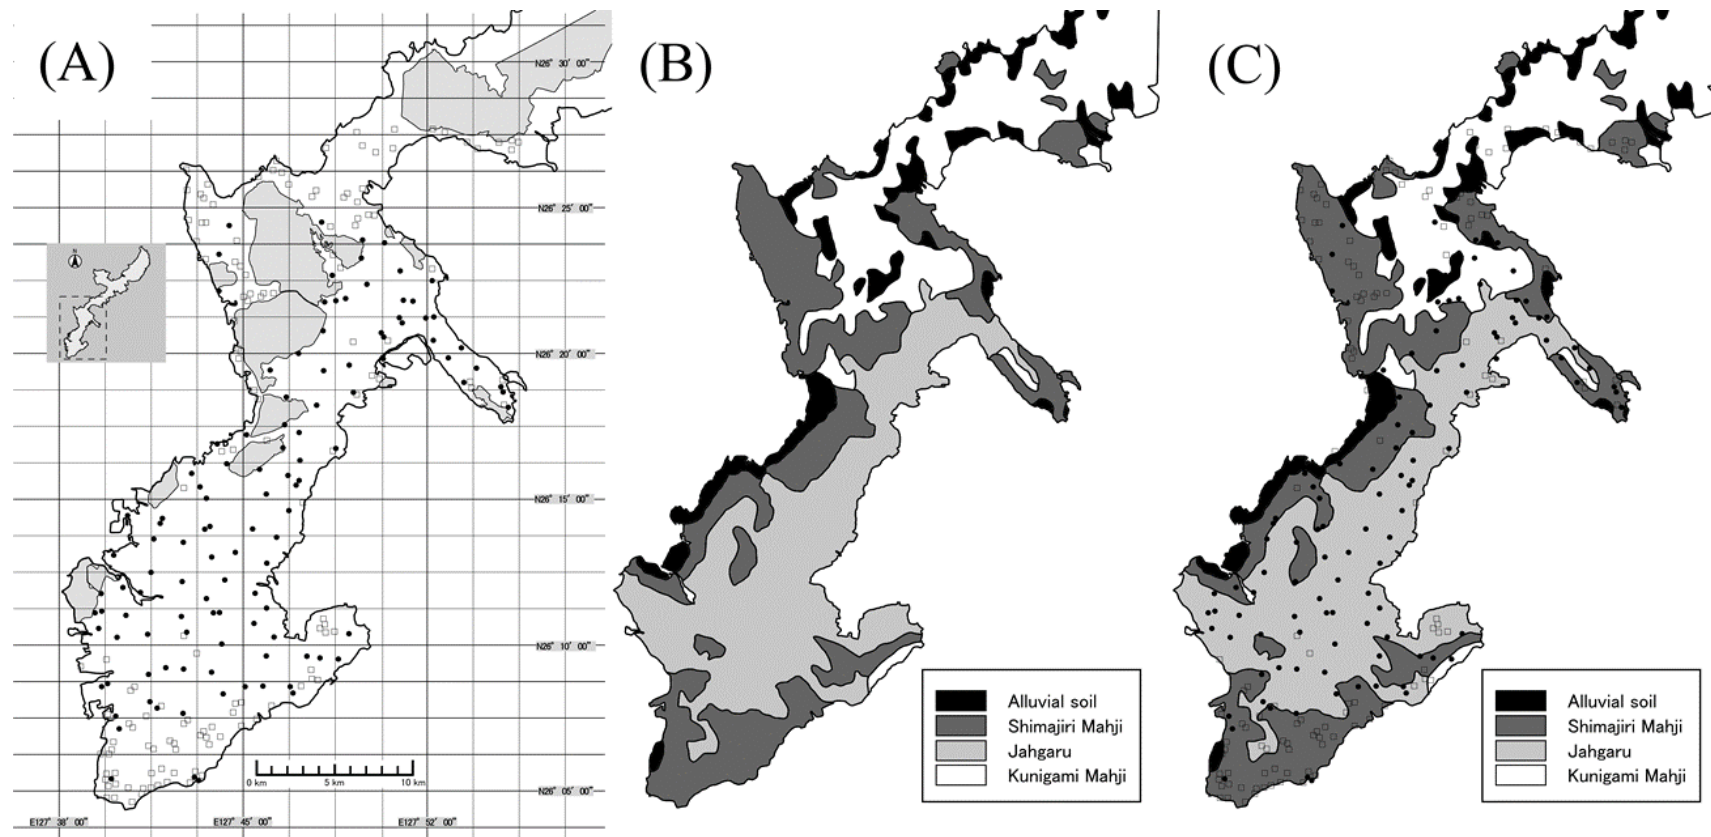 (A)
(B)
(C)
N26° 30′ 00″
N26° 25′ 00″
N
N26° 20′ 00″
N26° 15′ 00″
N26° 10′ 00″
N26° 05′ 00″
0 km
5 km
10 km
E127° 38′ 00″
E127° 45′ 00″
E127° 52′ 00″
Alluvial soil
Shimajiri Mahji
Jahgaru
Kunigami Mahji
Alluvial soil
Shimajiri Mahji
Jahgaru
Kunigami Mahji